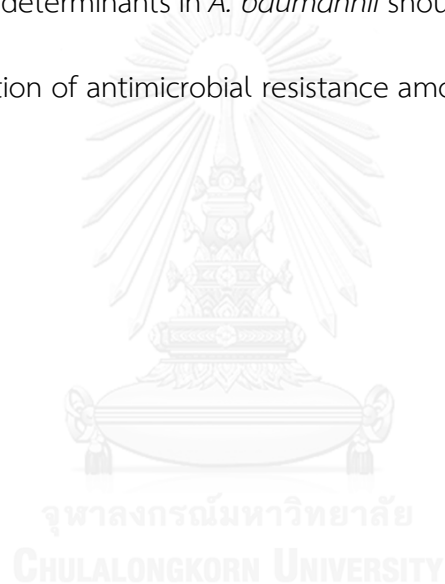 determinants in A. baumannii shou
tion of antimicrobial resistance amo
จุฬาลงกรณ์มหาวิทยาลัย
CHULALONGKORN UNIVERSITY